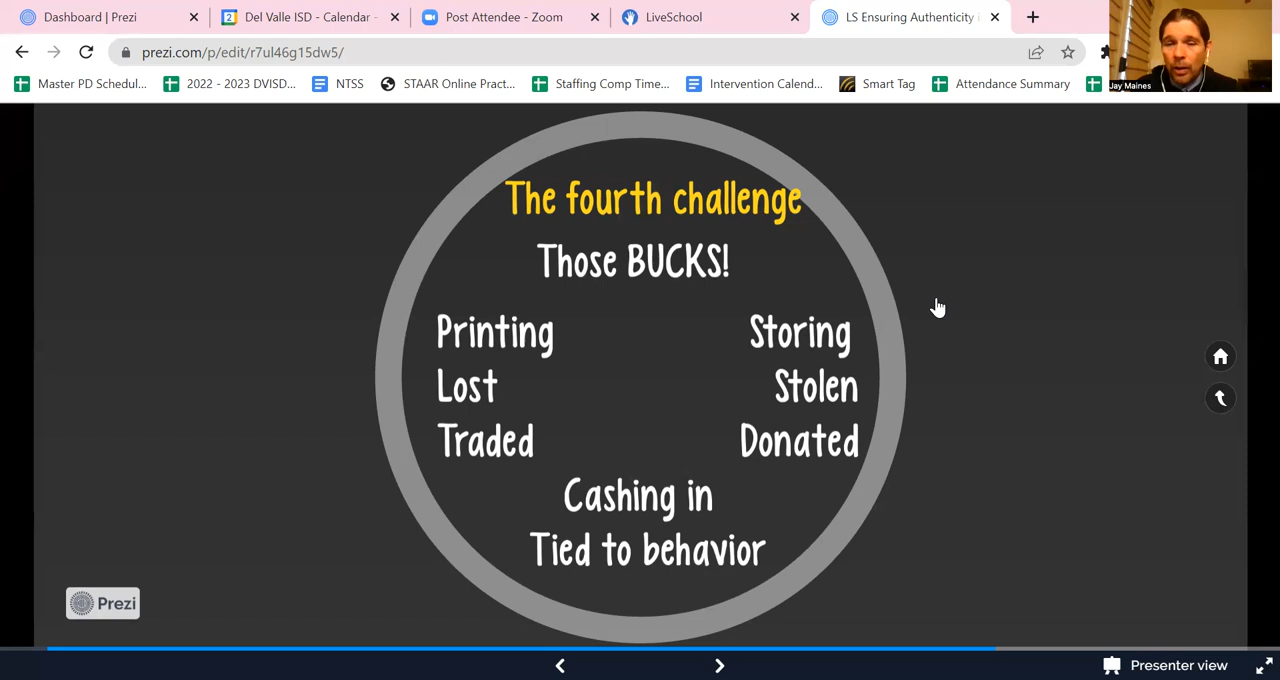 Dashboard | Prezi
Del Valle ISD - Calendar -
Post Attendee - Zoom
LiveSchool
LS Ensuring Authenticity
prezi.com/p/edit/r7ul46g15dw5/
Master PD Schedul...
2022 - 2023 DVISD...
NTSS
STAAR Online Pract...
Staffing Comp Time...
Intervention Calend...
Smart Tag
Attendance Summary
Jay Maines
The fourth challenge
Those BUCKS!
Printing Storing
Lost Stolen
Traded Donated
Cashing in
Tied to behavior
Prezi
Presenter view